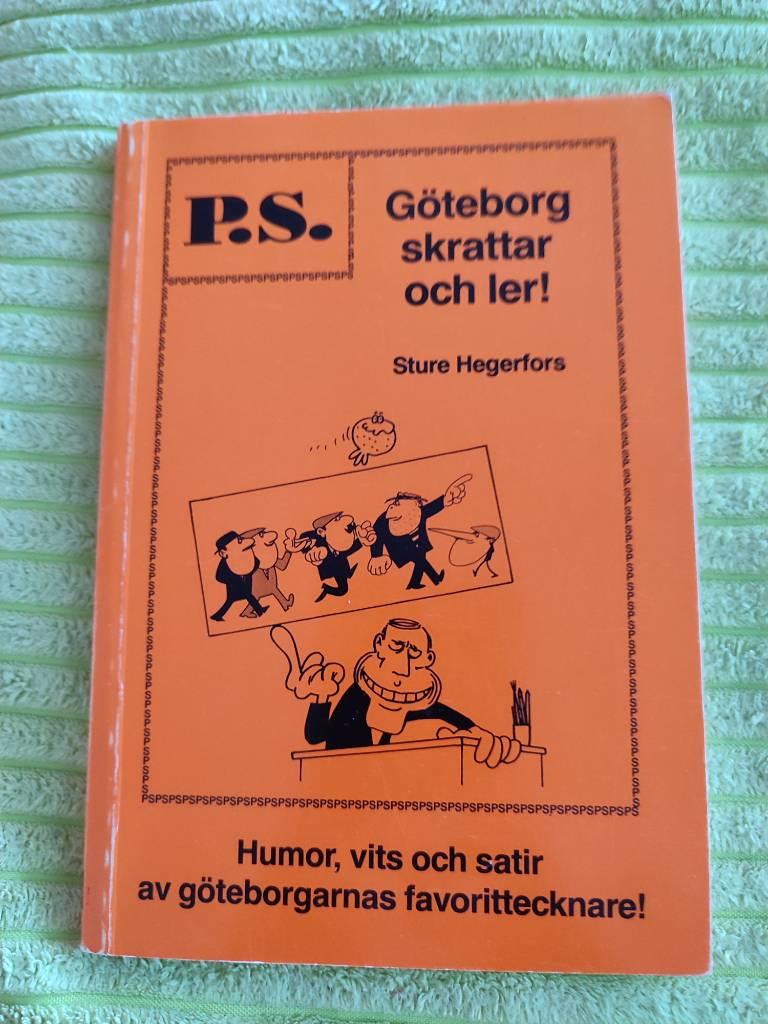 P.S.
Göteborg
skrattar
och ler!
Sture Hegerfors
Humor, vits och satir
av göteborgarnas favorittecknare!